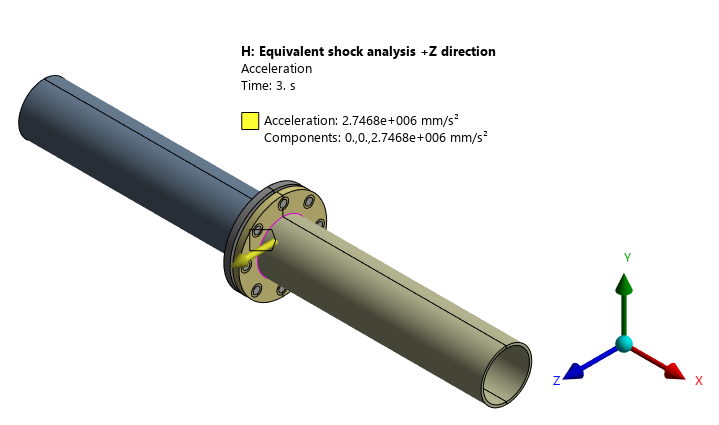 H: Equivalent shock analysis +Z direction
Acceleration
Time: 3. s
Acceleration: 2.7468e+006 mm/s²
Components: 0.,0.,2.7468e+006 mm/s²
Y
Z
X